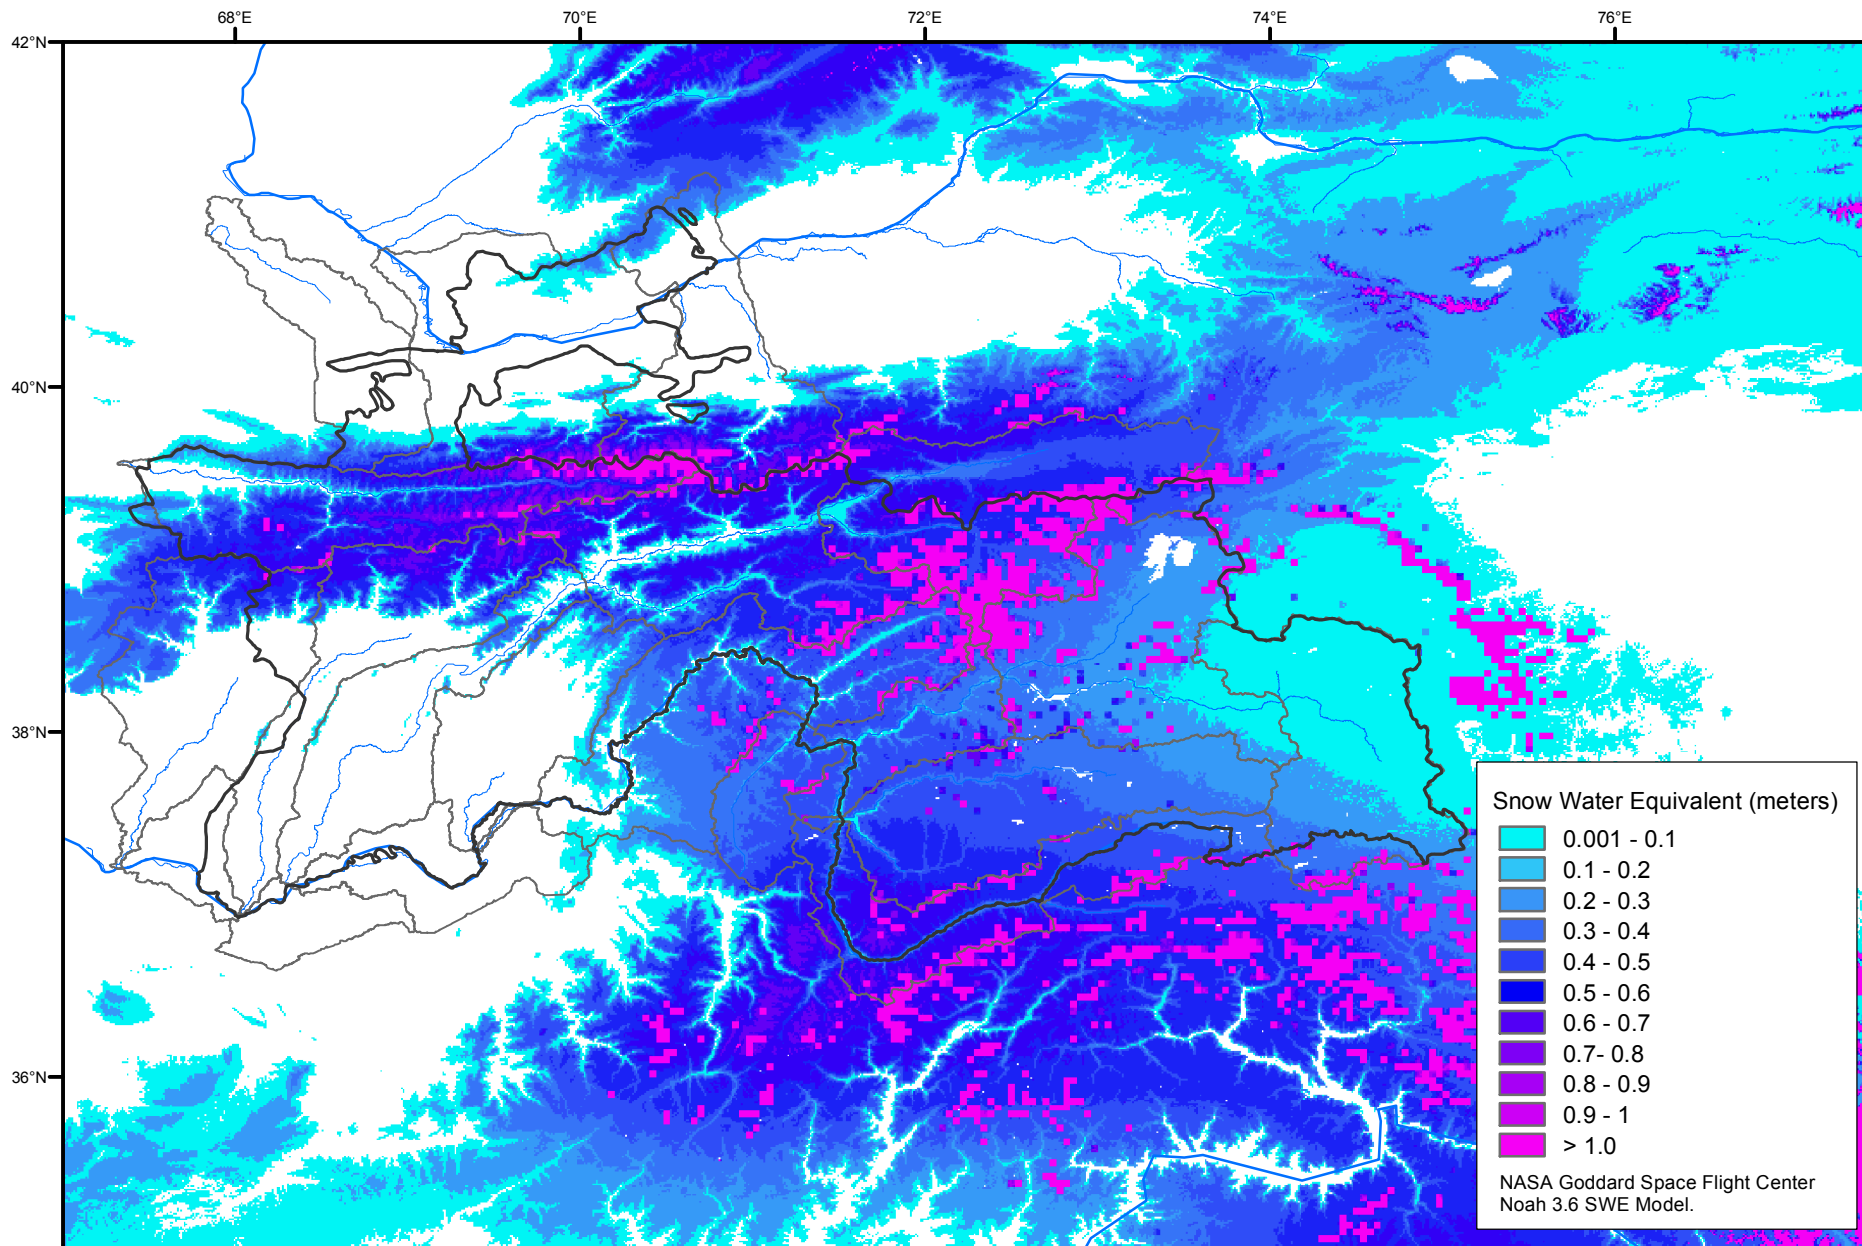 68°E
70°E
72°E
74°E
76°E
42°N
40°N
38°N
36°N
Snow Water Equivalent (meters)
0.001 - 0.1
0.1 - 0.2
0.2 - 0.3
0.3 - 0.4
0.4 - 0.5
0.5 - 0.6
0.6 - 0.7
0.7- 0.8
0.8 - 0.9
0.9 - 1
> 1.0
NASA Goddard Space Flight Center
Noah 3.6 SWE Model.